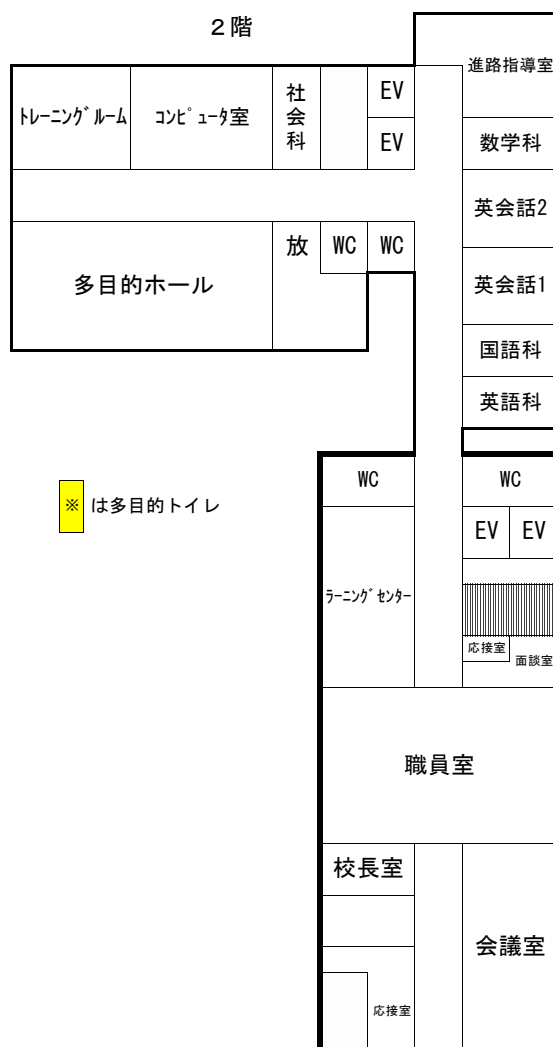 ２階
進路指導室
トレーニングルーム
コンピュータ室
社会科
EV
EV
数学科
英会話2
多目的ホール
放
WC
WC
英会話1
国語科
英語科
WC
WC
※ は多目的トイレ
EV
EV
ラーニングセンター
応接室
面談室
職員室
校長室
会議室
応接室